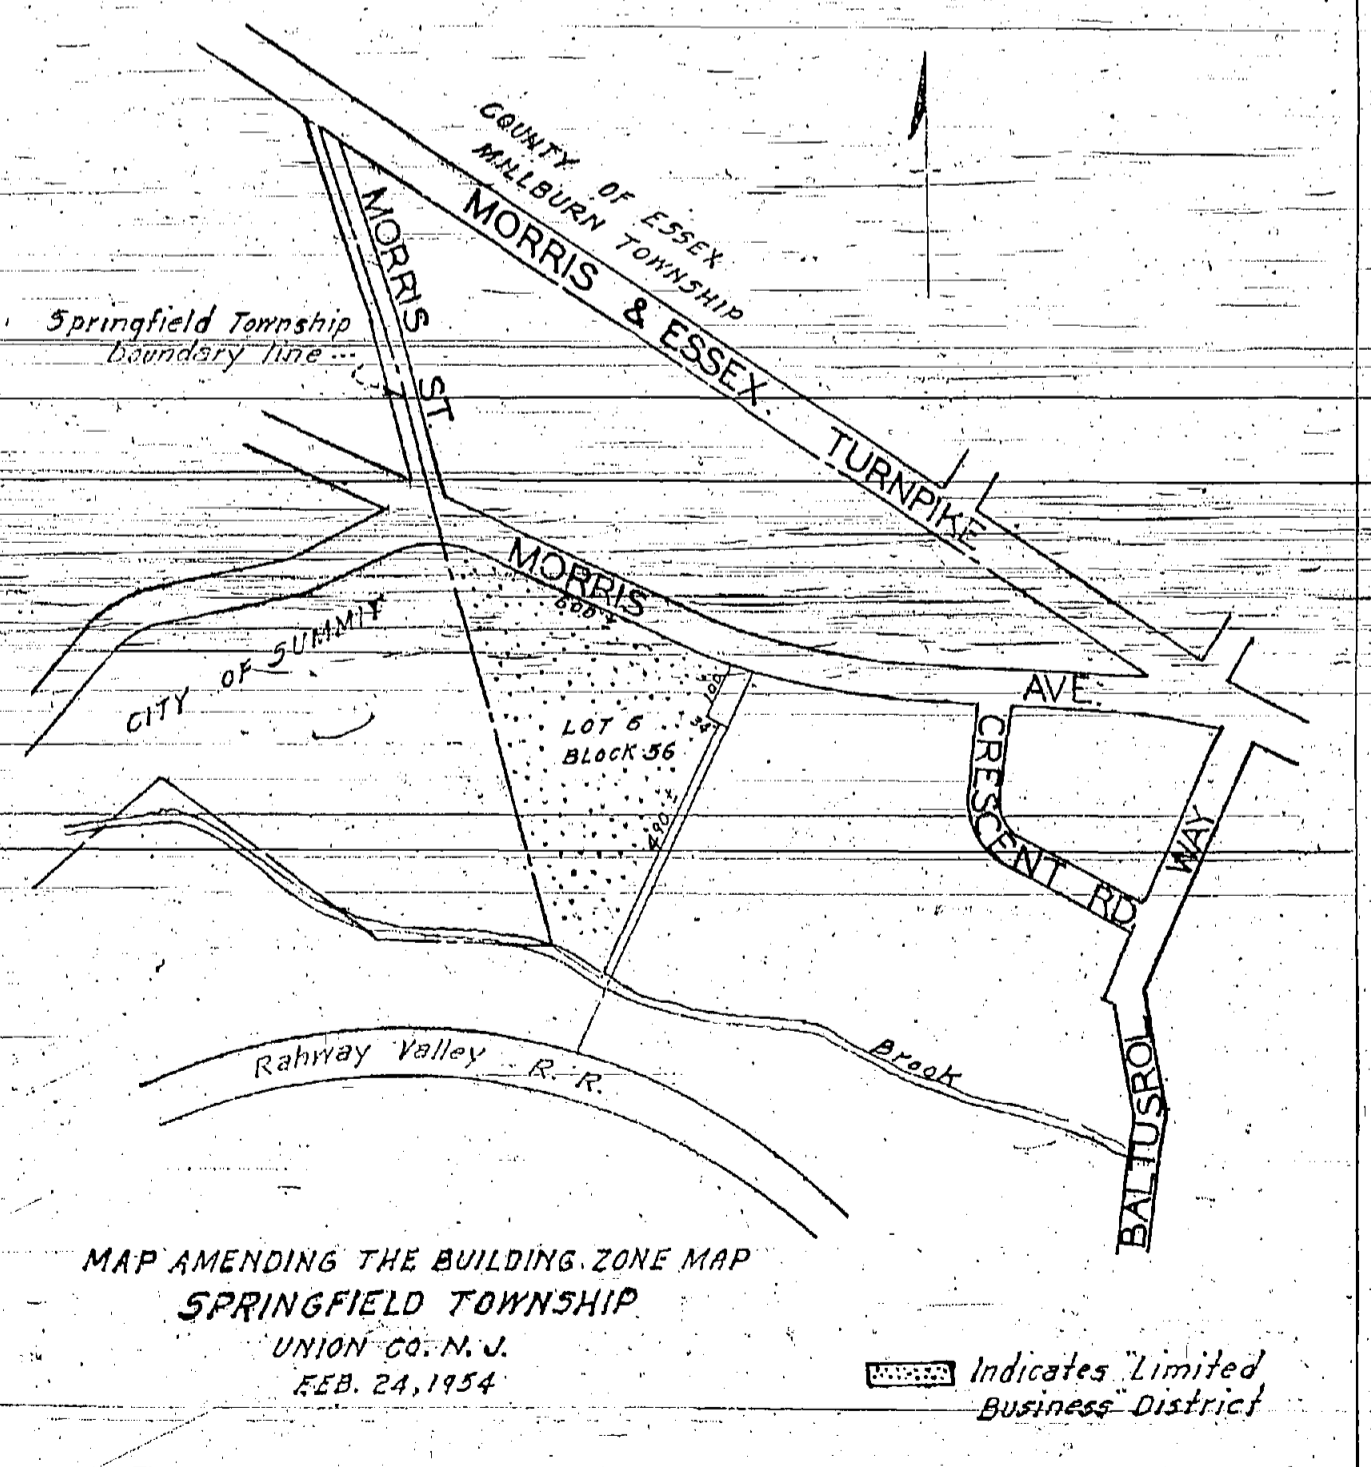 COUNTY OF ESSEX
MILLBURN TOWNSHIP
MORRIS & ESSEX TURNPIKE
MORRIS ST.
Springfield Township
boundary line
MORRIS AVE.
600 ±
CITY OF SUMMIT
100
34
LOT 6
BLOCK 56
490 ±
CRESCENT RD
BALTUSROL WAY
Brook
Rahway Valley R. R.
MAP AMENDING THE BUILDING ZONE MAP
SPRINGFIELD TOWNSHIP
UNION CO. N. J.
FEB. 24, 1954
Indicates "Limited
Business" District